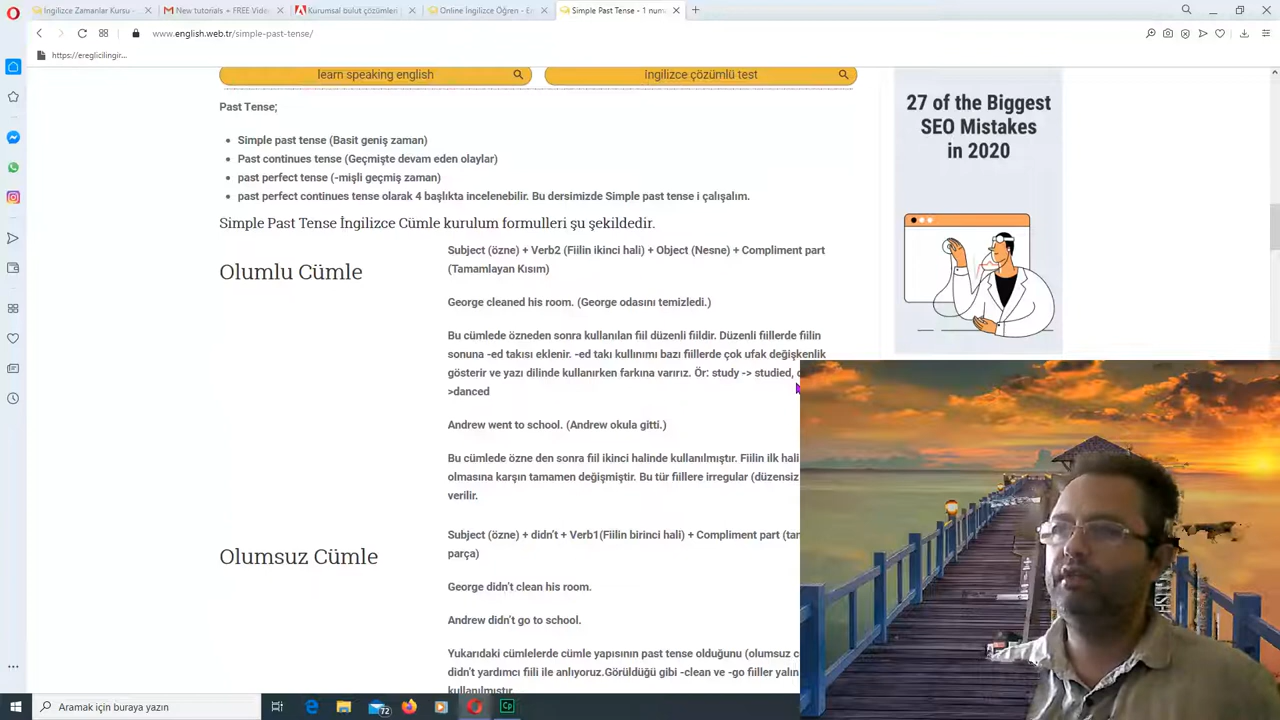 İngilizce Zamanlar Kursu -
New tutorials + FREE Vide
Kurumsal bulut çözümleri
Online İngilizce Öğren - E
Simple Past Tense - 1 num
www.english.web.tr/simple-past-tense/
https://ereglicilingir...
learn speaking english
ingilizce çözümlü test
Past Tense;
Simple past tense (Basit geniş zaman)
Past continues tense (Geçmişte devam eden olaylar)
past perfect tense (-mişli geçmiş zaman)
past perfect continues tense olarak 4 başlıkta incelenebilir. Bu dersimizde Simple past tense i çalışalım.
Simple Past Tense İngilizce Cümle kurulum formulleri şu şekildedir.
Olumlu Cümle
Subject (özne) + Verb2 (Fiilin ikinci hali) + Object (Nesne) + Compliment part
(Tamamlayan Kısım)
George cleaned his room. (George odasını temizledi.)
Bu cümlede özneden sonra kullanılan fiil düzenli fiildir. Düzenli fiillerde fiilin
sonuna -ed takısı eklenir. -ed takı kullınımı bazı fiillerde çok ufak değişkenlik
gösterir ve yazı dilinde kullanırken farkına varırız. Ör: study -> studied,
>danced
Andrew went to school. (Andrew okula gitti.)
Bu cümlede özne den sonra fiil ikinci halinde kullanılmıştır. Fiilin ilk hali
olmasına karşın tamamen değişmiştir. Bu tür fiillere irregular (düzensiz
verilir.
Olumsuz Cümle
Subject (özne) + didn't + Verb1(Fiilin birinci hali) + Compliment part (tam
parça)
George didn't clean his room.
Andrew didn't go to school.
Yukarıdaki cümlelerde cümle yapısının past tense olduğunu (olumsuz c
didn't yardımcı fiili ile anlıyoruz.Görüldüğü gibi -clean ve -go fiiller yalın
kullanılmıştır.
27 of the Biggest
SEO Mistakes
in 2020
Aramak için buraya yazın
72
Cp